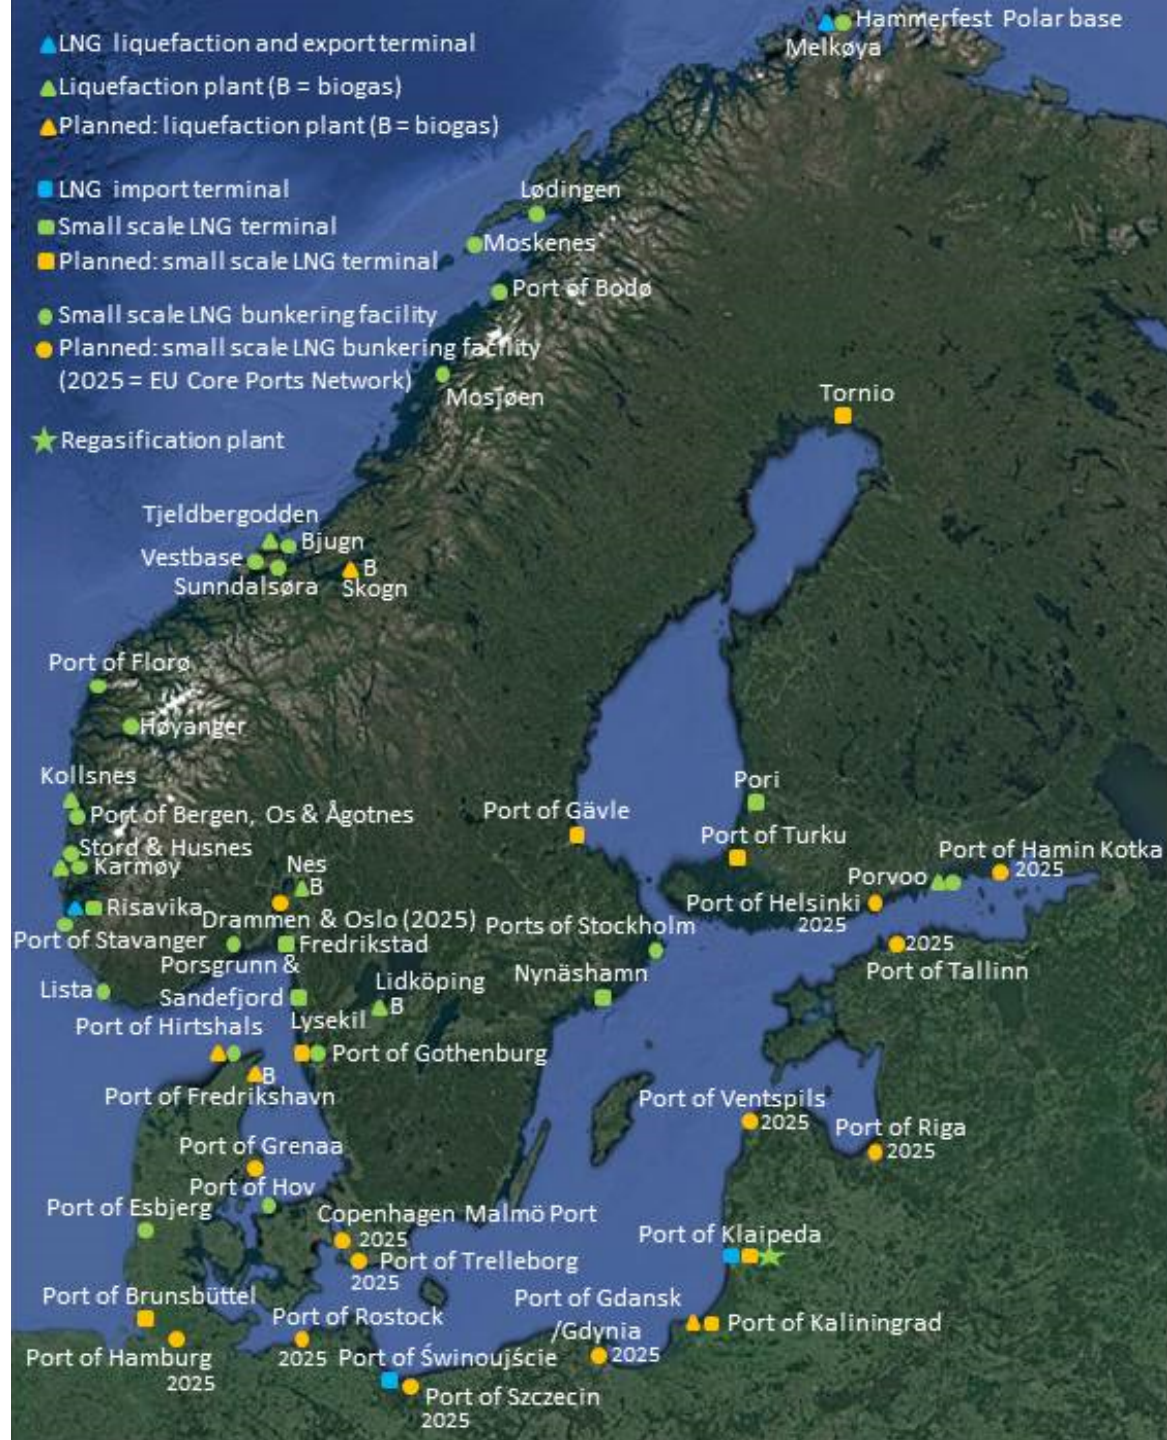 LNG liquefaction and export terminal
Liquefaction plant (B = biogas)
Planned: liquefaction plant (B = biogas)
LNG import terminal
Small scale LNG terminal
Planned: small scale LNG terminal
Small scale LNG bunkering facility
Planned: small scale LNG bunkering facility
(2025 = EU Core Ports Network)
Regasification plant
Hammerfest Polar base
Melkøya
Lødingen
Moskenes
Port of Bodø
Mosjøen
Tornio
Tjeldbergodden
Bjugn
Vestbase
B
Sunndalsøra
Skogn
Port of Florø
Høyanger
Kollsnes
Port of Bergen, Os & Ågotnes
Stord & Husnes
Karmøy
Nes
B
Risavika
Drammen & Oslo (2025)
Port of Stavanger
Fredrikstad
Porsgrunn &
Sandefjord
Lista
Lidköping
B
Lysekil
Port of Hirtshals
Port of Gothenburg
B
Port of Fredrikshavn
Port of Gävle
Pori
Port of Turku
Port of Hamin Kotka
2025
Porvoo
Port of Helsinki
2025
Ports of Stockholm
Nynäshamn
2025
Port of Tallinn
Port of Ventspils
2025
Port of Riga
2025
Port of Grenaa
Port of Hov
Port of Esbjerg
Copenhagen Malmö Port
2025
Port of Trelleborg
2025
Port of Klaipeda
Port of Brunsbüttel
Port of Hamburg
2025
Port of Rostock
2025
Port of Gdansk
/Gdynia
2025
Port of Kaliningrad
Port of Świnoujście
Port of Szczecin
2025